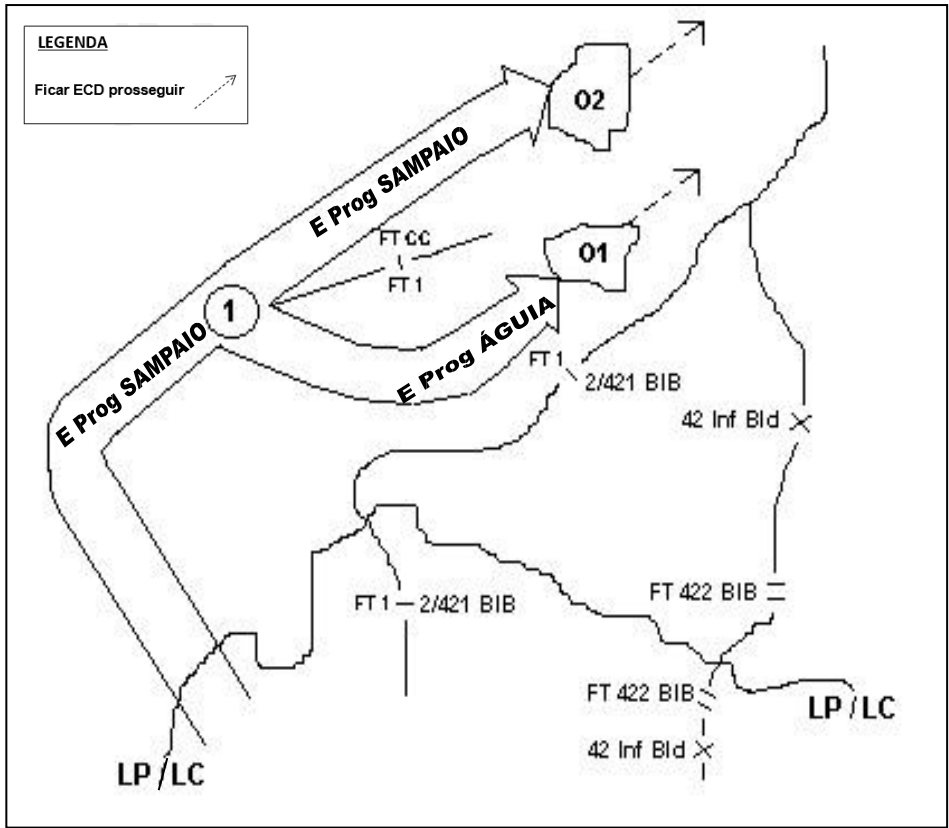 LEGENDA
Ficar ECD prosseguir
O2
E Prog SAMPAIO
FT CC
FT 1
O1
1
E Prog SAMPAIO
E Prog ÁGUIA
FT 1
2/421 BIB
42 Inf Bld
FT 1
2/421 BIB
FT 422 BIB
FT 422 BIB
42 Inf Bld
LP/LC
LP/LC